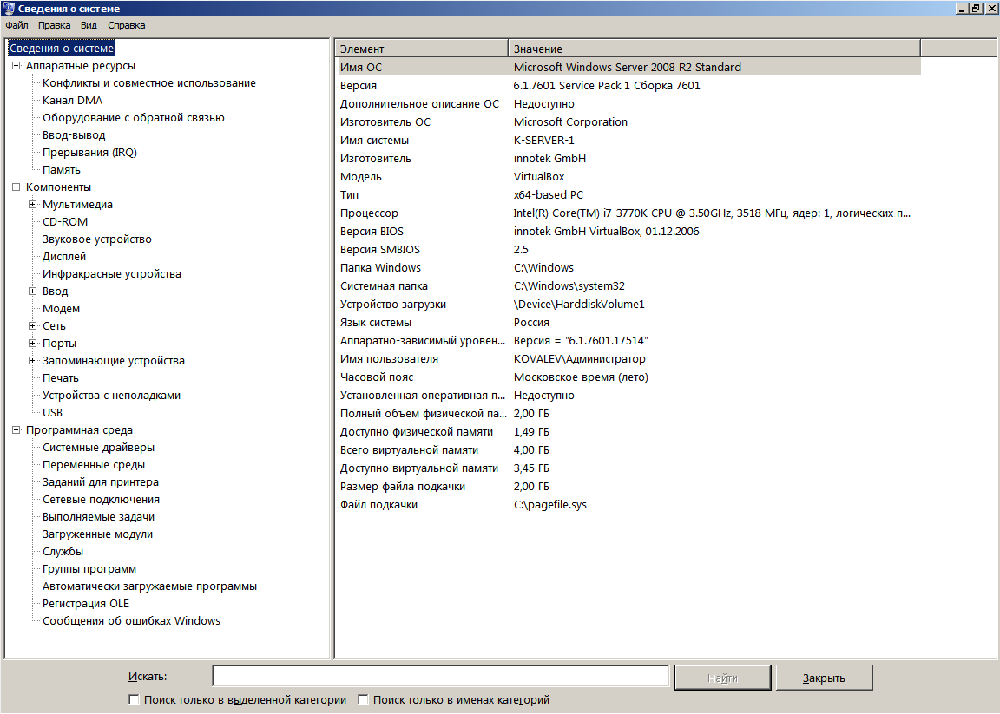 Сведения о системе
Файл Правка Вид Справка
Сведения о системе
Аппаратные ресурсы
Конфликты и совместное использование
Канал DMA
Оборудование с обратной связью
Ввод-вывод
Прерывания (IRQ)
Память
Компоненты
Мультимедиа
CD-ROM
Звуковое устройство
Дисплей
Инфракрасные устройства
Ввод
Модем
Сеть
Порты
Запоминающие устройства
Печать
Устройства с неполадками
USB
Программная среда
Системные драйверы
Переменные среды
Заданий для принтера
Сетевые подключения
Выполняемые задачи
Загруженные модули
Службы
Группы программ
Автоматически загружаемые программы
Регистрация OLE
Сообщения об ошибках Windows
Элемент Значение
Имя ОС Microsoft Windows Server 2008 R2 Standard
Версия 6.1.7601 Service Pack 1 Сборка 7601
Дополнительное описание ОС Недоступно
Изготовитель ОС Microsoft Corporation
Имя системы K-SERVER-1
Изготовитель innotek GmbH
Модель VirtualBox
Тип x64-based PC
Процессор Intel(R) Core(TM) i7-3770K CPU @ 3.50GHz, 3518 МГц, ядер: 1, логических п...
Версия BIOS innotek GmbH VirtualBox, 01.12.2006
Версия SMBIOS 2.5
Папка Windows C:\Windows
Системная папка C:\Windows\system32
Устройство загрузки \Device\HarddiskVolume1
Язык системы Россия
Аппаратно-зависимый уровен... Версия = "6.1.7601.17514"
Имя пользователя KOVALEV\Администратор
Часовой пояс Московское время (лето)
Установленная оперативная п... Недоступно
Полный объем физической па... 2,00 ГБ
Доступно физической памяти 1,49 ГБ
Всего виртуальной памяти 4,00 ГБ
Доступно виртуальной памяти 3,45 ГБ
Размер файла подкачки 2,00 ГБ
Файл подкачки C:\pagefile.sys
Искать: Найти Закрыть
Поиск только в выделенной категории Поиск только в именах категорий